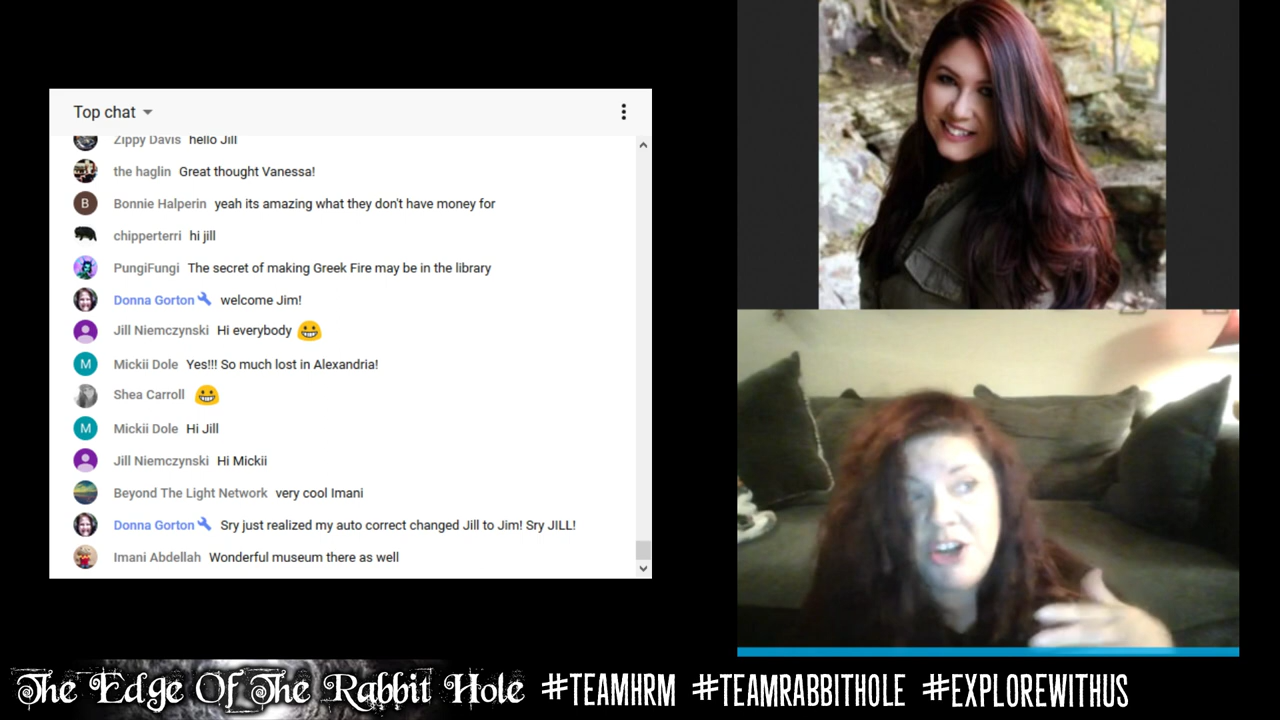 Top chat
Zippy Davis hello Jill
the haglin Great thought Vanessa!
B Bonnie Halperin yeah its amazing what they don't have money for
chipperterri hi jill
PungiFungi The secret of making Greek Fire may be in the library
Donna Gorton welcome Jim!
Jill Niemczynski Hi everybody 😀
M Mickii Dole Yes!!! So much lost in Alexandria!
Shea Carroll 😀
M Mickii Dole Hi Jill
Jill Niemczynski Hi Mickii
Beyond The Light Network very cool Imani
Donna Gorton Sry just realized my auto correct changed Jill to Jim! Sry JILL!
Imani Abdellah Wonderful museum there as well
The Edge Of The Rabbit Hole #TEAMHRM #TEAMRABBITHOLE #EXPLOREWITHUS